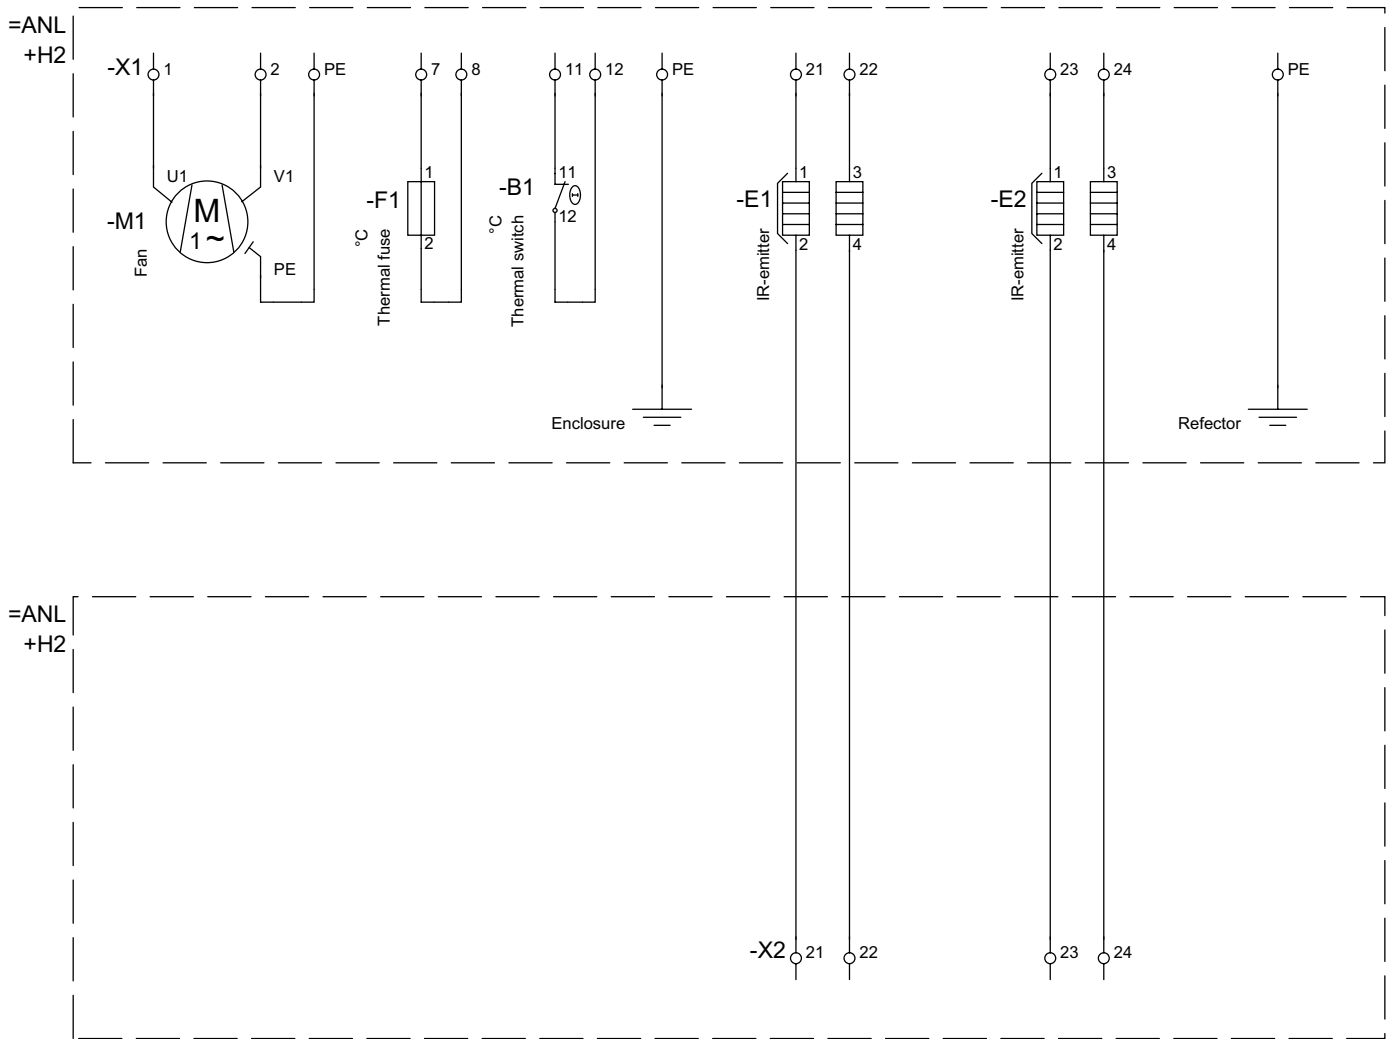 =ANL
+H2
-X1 1 2 PE 7 8 11 12 PE 21 22 23 24 PE
U1 V1 1 11 1 3 1 3
-M1 M -F1 -B1 -E1 -E2
1~ 2 12 2 4 2 4
Fan PE °C Thermal fuse °C Thermal switch IR-emitter IR-emitter
Enclosure Refector
=ANL
+H2
-X2 21 22 23 24